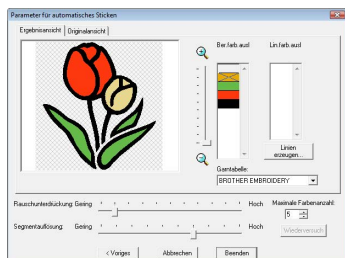 Parameter für automatisches Sticken
Ergebnisansicht
Originalansicht
Ber.farb.ausl
Lin.farb.ausl
Linien
erzeugen...
Garntabelle:
BROTHER EMBROIDERY
Rauschunterdrückung: Gering
Hoch
Maximale Farbenanzahl:
5
Segmentauflösung: Gering
Hoch
Wiederversuch
< Voriges
Abbrechen
Beenden